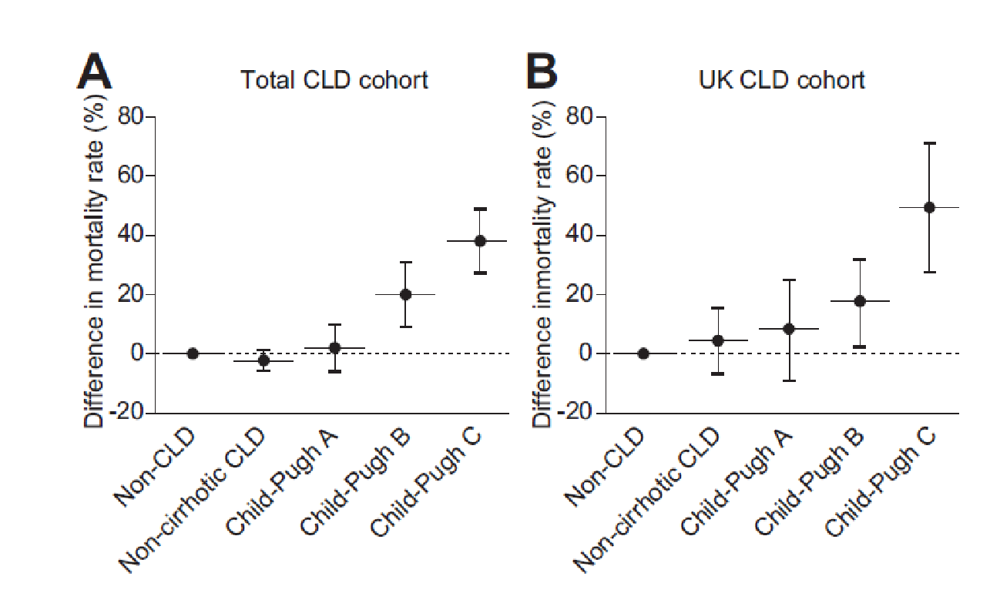 A
Total CLD cohort
Difference in mortality rate (%)
80
60
40
20
0
-20
Non-CLD
Non-cirrhotic CLD
Child-Pugh A
Child-Pugh B
Child-Pugh C
B
UK CLD cohort
Difference inmortality rate (%)
80
60
40
20
0
-20
Non-CLD
Non-cirrhotic CLD
Child-Pugh A
Child-Pugh B
Child-Pugh C